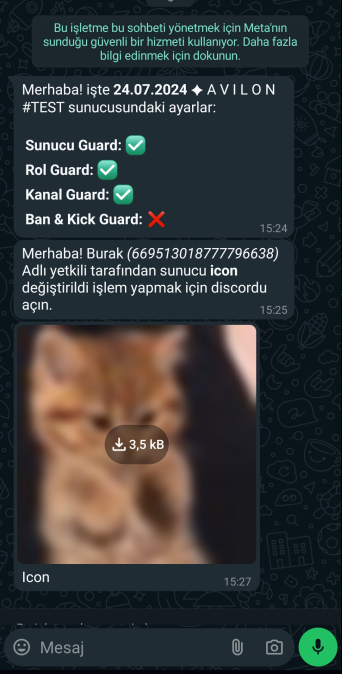 Bu işletme bu sohbeti yönetmek için Meta'nın
sunduğu güvenli bir hizmeti kullanıyor. Daha fazla
bilgi edinmek için dokunun.
Merhaba! işte 24.07.2024 ✦ A V I L O N
#TEST sunucusundaki ayarlar:
Sunucu Guard: ✅
Rol Guard: ✅
Kanal Guard: ✅
Ban & Kick Guard: ❌
15:24
Merhaba! Burak (669513018777796638)
Adlı yetkili tarafından sunucu icon
değiştirildi işlem yapmak için discordu
açın.
15:25
3,5 kB
Icon
15:27
Mesaj